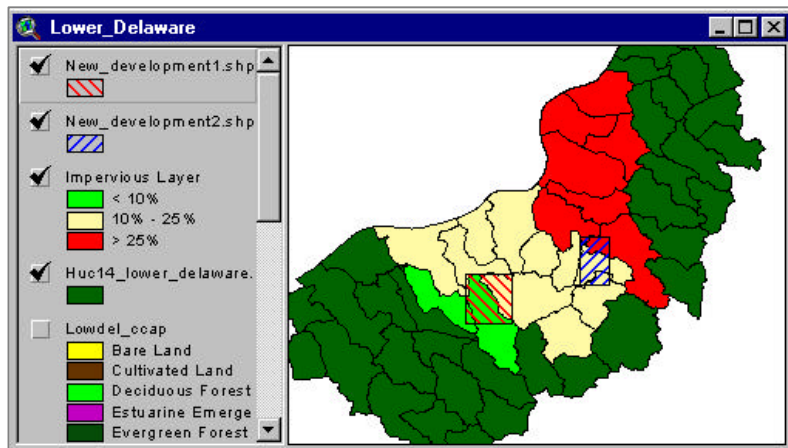 Lower_Delaware
New_development1.shp
New_development2.shp
Impervious Layer
< 10%
10% - 25%
> 25%
Huc14_lower_delaware.
Lowdel_ccap
Bare Land
Cultivated Land
Deciduous Forest
Estuarine Emerge
Evergreen Forest